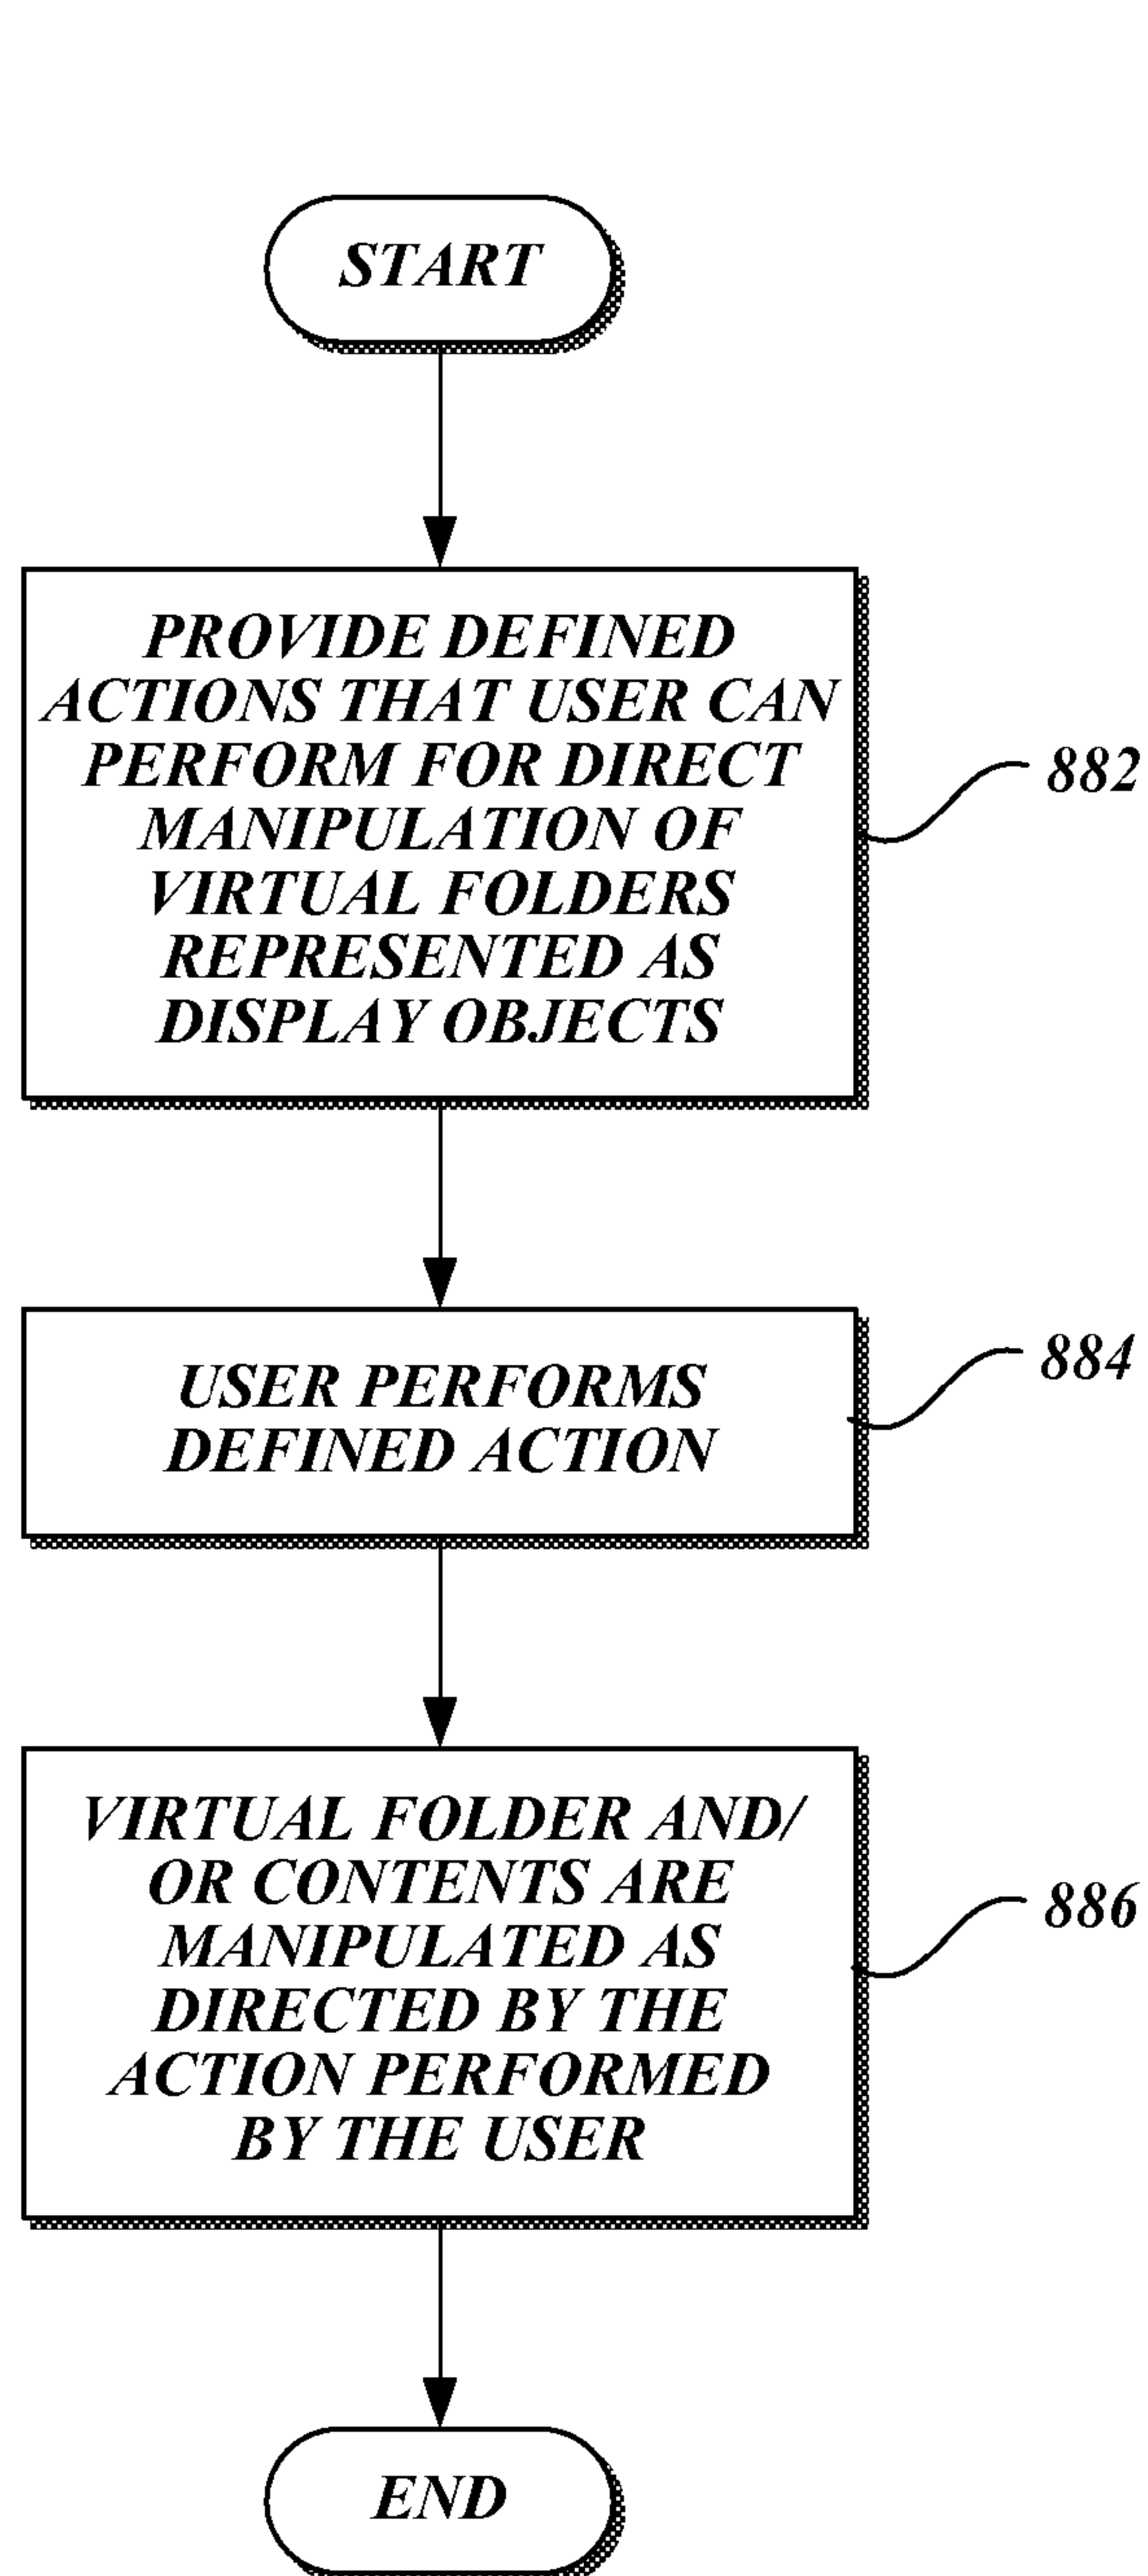 START
PROVIDE DEFINED
ACTIONS THAT USER CAN
PERFORM FOR DIRECT
MANIPULATION OF
VIRTUAL FOLDERS
REPRESENTED AS
DISPLAY OBJECTS
882
USER PERFORMS
DEFINED ACTION
884
VIRTUAL FOLDER AND/
OR CONTENTS ARE
MANIPULATED AS
DIRECTED BY THE
ACTION PERFORMED
BY THE USER
886
END